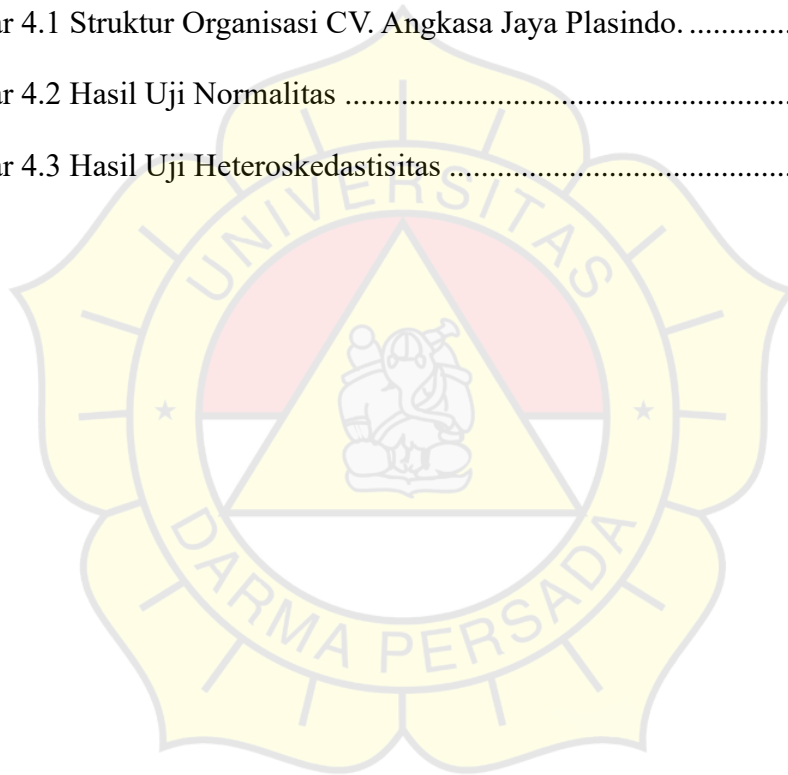 ar 4.1 Struktur Organisasi CV. Angkasa Jaya Plasindo. .............
ar 4.2 Hasil Uji Normalitas ......................................................
ar 4.3 Hasil Uji Heteroskedastisitas .........................................
UNIVERSITAS
DARMA PERSADA